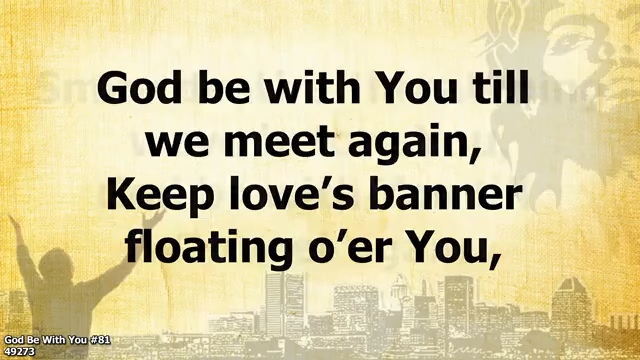 God be with You till
we meet again,
Keep love’s banner
floating o’er You,
God Be With You #81
49273